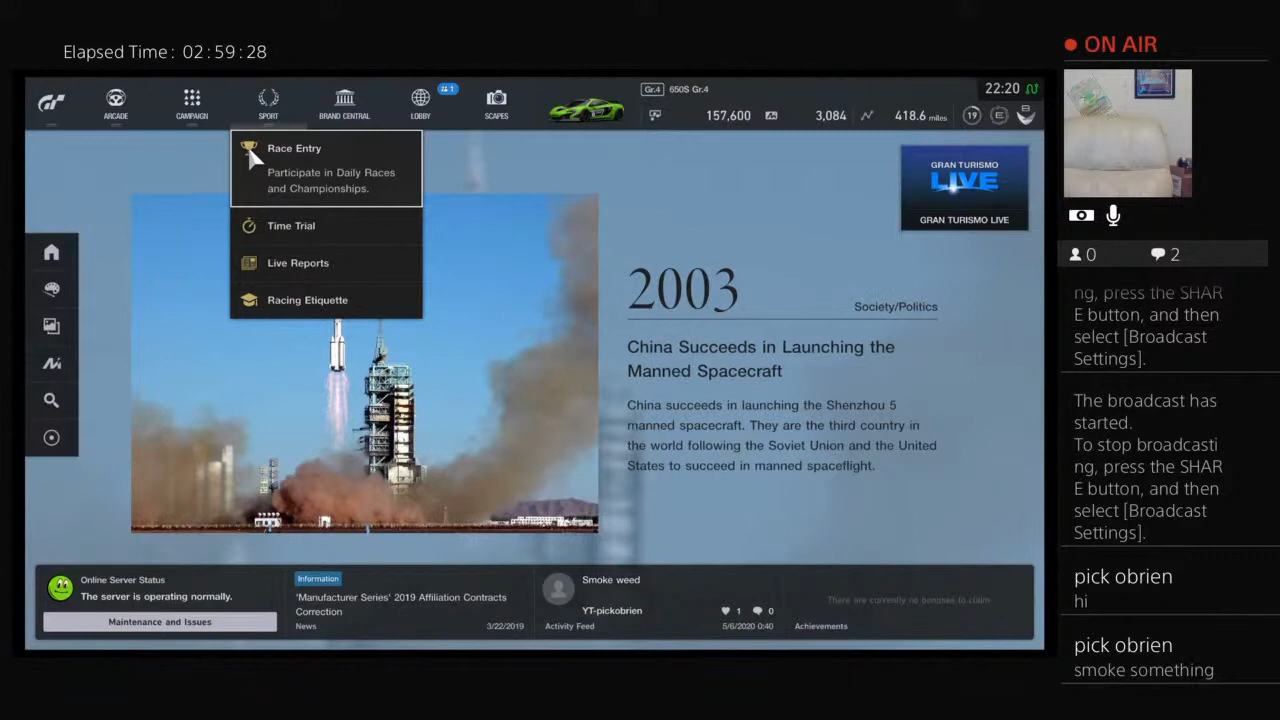 Elapsed Time: 02:59:28
ON AIR
GT
ARCADE
CAMPAIGN
SPORT
BRAND CENTRAL
LOBBY
1
SCAPES
Gr.4 650S Gr.4
22:20
157,600
3,084
418.6 miles
19
E
Race Entry
Participate in Daily Races
and Championships.
Time Trial
Live Reports
Racing Etiquette
GRAN TURISMO
LIVE
GRAN TURISMO LIVE
2003
Society/Politics
China Succeeds in Launching the
Manned Spacecraft
China succeeds in launching the Shenzhou 5
manned spacecraft. They are the third country in
the world following the Soviet Union and the United
States to succeed in manned spaceflight.
Online Server Status
The server is operating normally.
Maintenance and Issues
Information
'Manufacturer Series' 2019 Affiliation Contracts
Correction
News
3/22/2019
Smoke weed
YT-pickobrien
1
0
Activity Feed
5/6/2020 0:40
There are currently no bonuses to claim
Achievements
0
2
ng, press the SHAR
E button, and then
select [Broadcast
Settings].
The broadcast has
started.
To stop broadcasti
ng, press the SHAR
E button, and then
select [Broadcast
Settings].
pick obrien
hi
pick obrien
smoke something